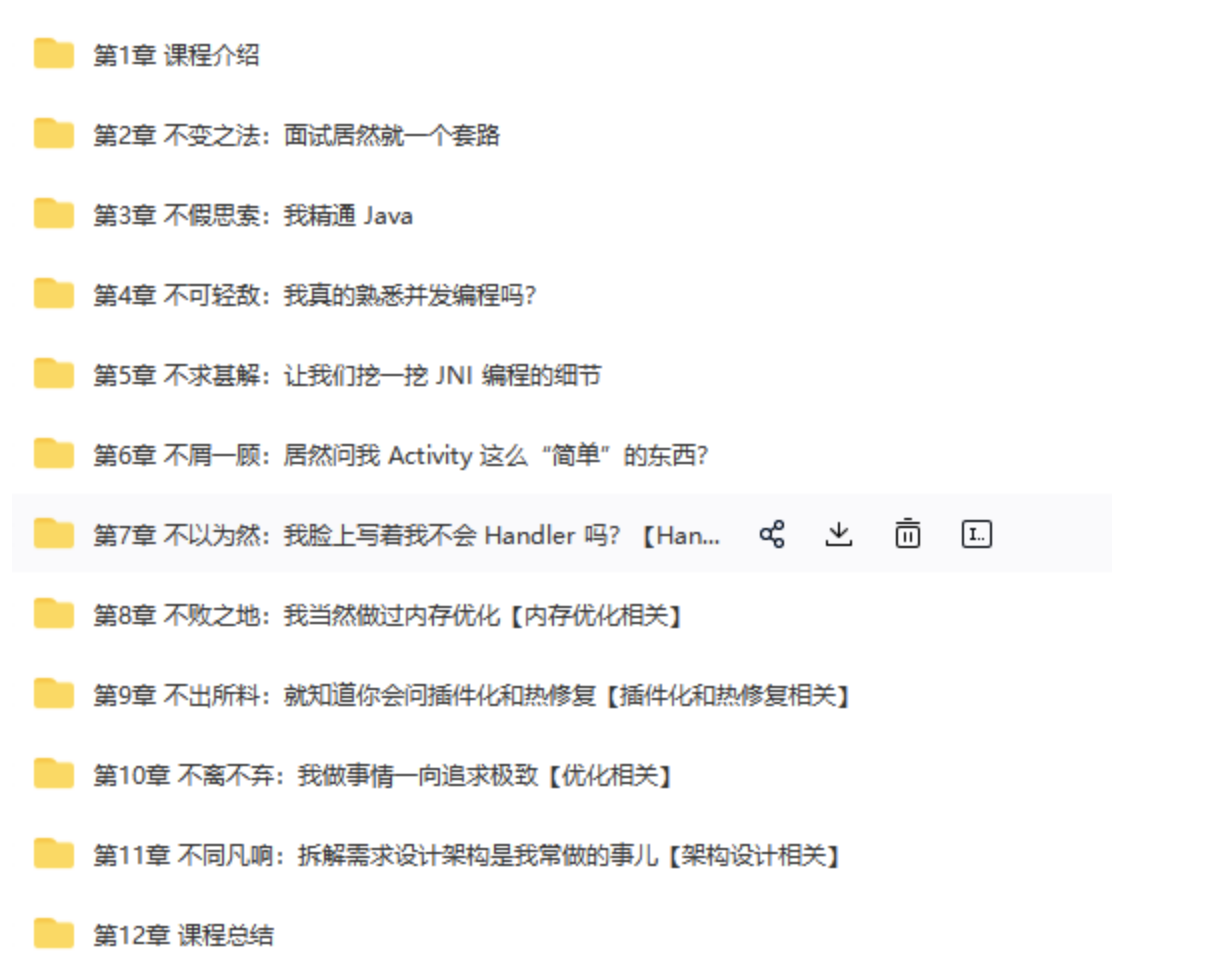 第1章 课程介绍
第2章 不变之法：面试居然就一个套路
第3章 不假思索：我精通 Java
第4章 不可轻敌：我真的熟悉并发编程吗？
第5章 不求甚解：让我们挖一挖 JNI 编程的细节
第6章 不屑一顾：居然问我 Activity 这么“简单”的东西？
第7章 不以为然：我脸上写着我不会 Handler 吗？【Han...
第8章 不败之地：我当然做过内存优化【内存优化相关】
第9章 不出所料：就知道你会问插件化和热修复【插件化和热修复相关】
第10章 不离不弃：我做事情一向追求极致【优化相关】
第11章 不同凡响：拆解需求设计架构是我常做的事儿【架构设计相关】
第12章 课程总结